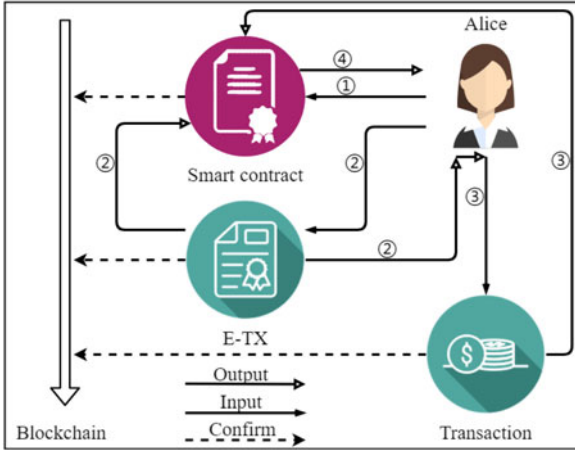 Alice
④
①
Smart contract
②
②
③
③
②
E-TX
Output
Input
Confirm
Blockchain
Transaction
$